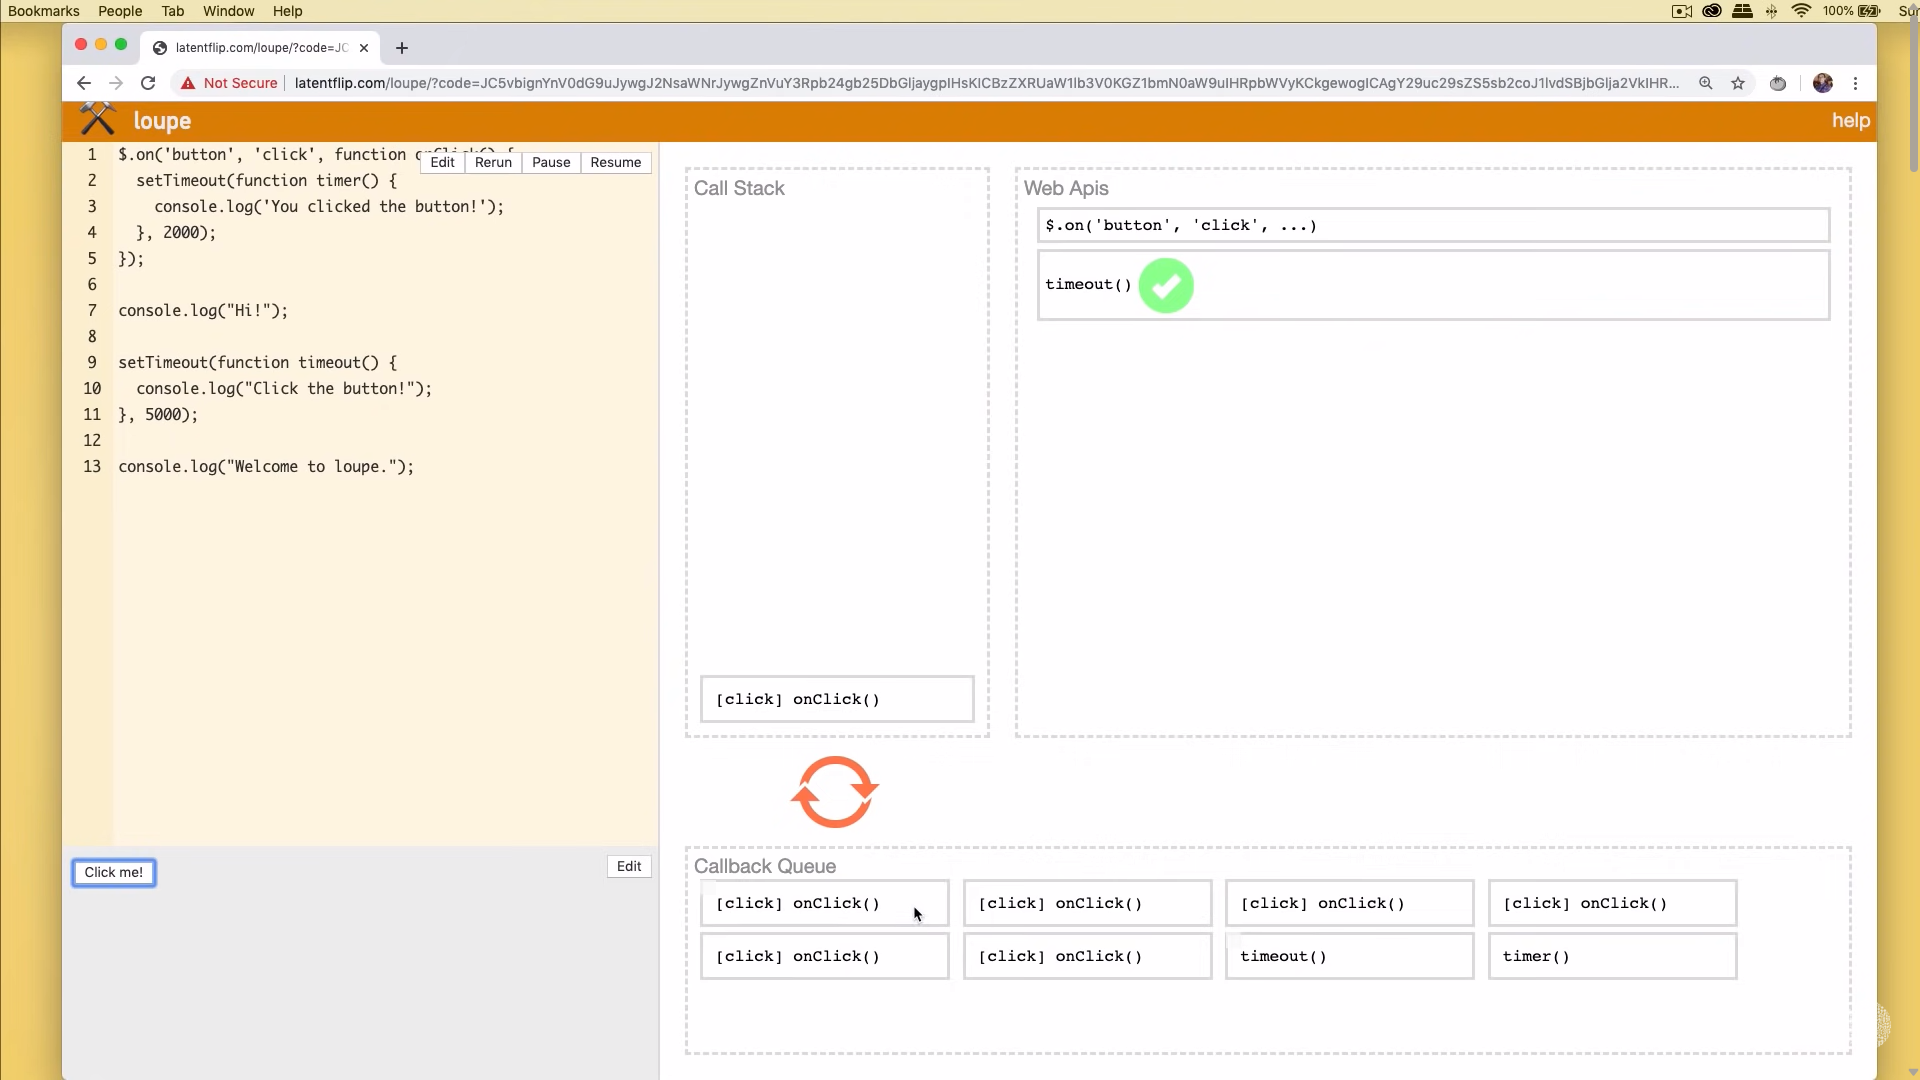 Bookmarks People Tab Window Help 100%
latentflip.com/loupe/?code=JC
Not Secure latentflip.com/loupe/?code=JC5vbignYnV0dG9uJywgJ2NsaWNrJywgZnVuY3Rpb24gb25DbGljaygpIHsKICBzZXRUaW1lb3V0KGZ1bmN0aW9uIHRpbWVyKCkgewogICAgY29uc29sZS5sb2coJ1lvdSBjbGlja2VkIHR...
loupe help
1 $.on('button', 'click', function onClick() {
Edit Rerun Pause Resume
2 setTimeout(function timer() {
3 console.log('You clicked the button!');
4 }, 2000);
5 });
6
7 console.log("Hi!");
8
9 setTimeout(function timeout() {
10 console.log("Click the button!");
11 }, 5000);
12
13 console.log("Welcome to loupe.");
Click me! Edit
Call Stack
[click] onClick()
Web Apis
$.on('button', 'click', ...)
timeout()
Callback Queue
[click] onClick() [click] onClick() [click] onClick() [click] onClick()
[click] onClick() [click] onClick() timeout() timer()